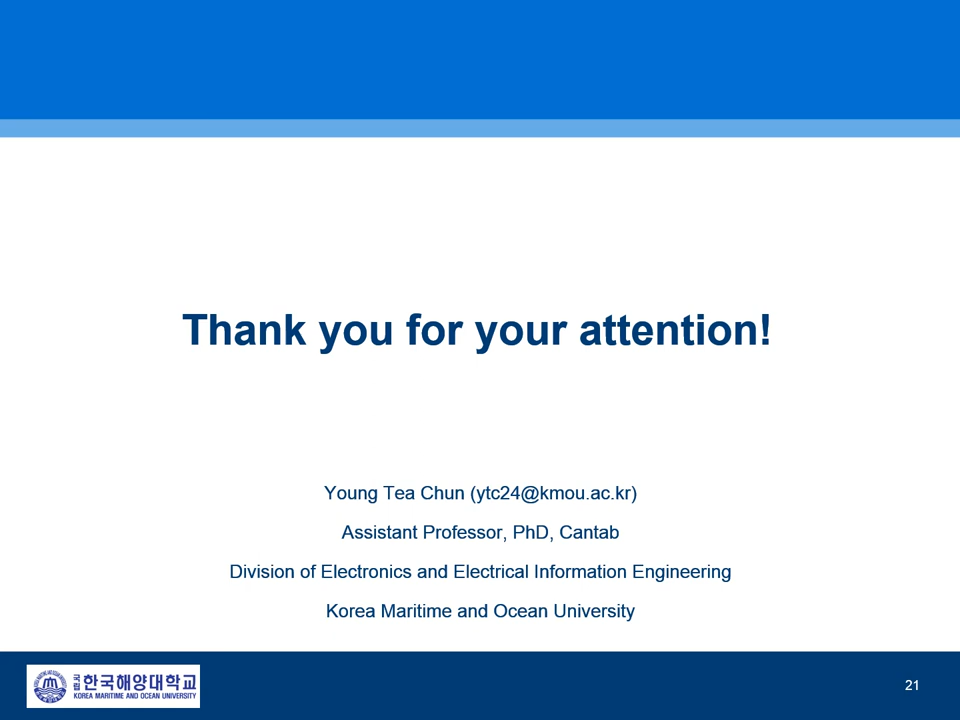 Thank you for your attention!
Young Tea Chun (ytc24@kmou.ac.kr)
Assistant Professor, PhD, Cantab
Division of Electronics and Electrical Information Engineering
Korea Maritime and Ocean University
국립 한국해양대학교
KOREA MARITIME AND OCEAN UNIVERSITY
21